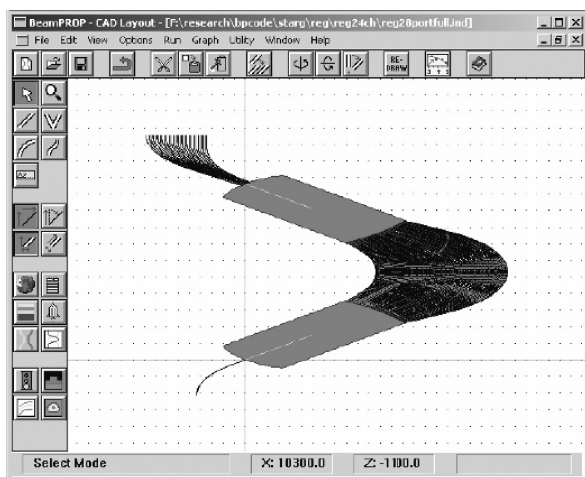 BeamPROP - CAD Layout - [F:\research\bpcode\starg\reg\reg24ch\reg28portfull.ind]
File Edit View Options Run Graph Utility Window Help
RE-
DRAW
Select Mode X: 10300.0 Z: -1100.0